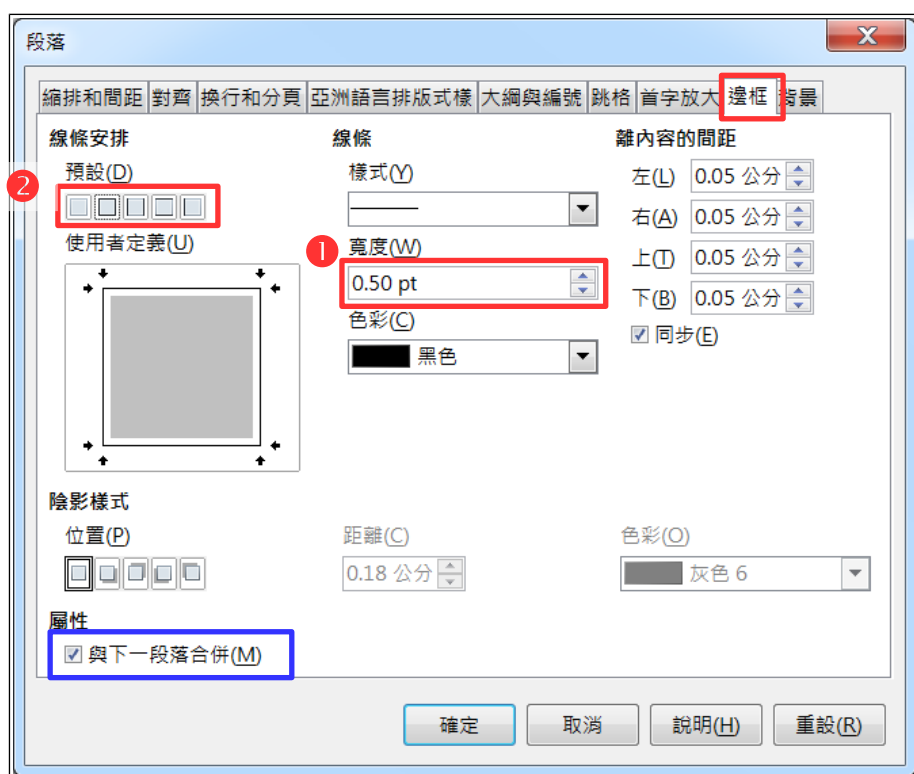 段落
縮排和間距 對齊 換行和分頁 亞洲語言排版式樣 大綱與編號 跳格 首字放大 邊框 背景
線條安排 線條 離內容的間距
預設(D) 樣式(Y) 左(L) 0.05 公分
2
右(A) 0.05 公分
使用者定義(U) 寬度(W) 上(T) 0.05 公分
1
0.50 pt 下(B) 0.05 公分
色彩(C) 同步(E)
黑色
陰影樣式
位置(P) 距離(C) 色彩(O)
0.18 公分 灰色 6
屬性
與下一段落合併(M)
確定 取消 說明(H) 重設(R)